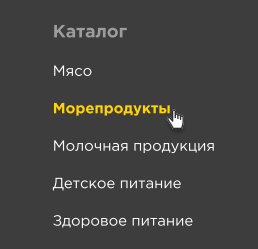 Каталог
Мясо
Морепродукты
Молочная продукция
Детское питание
Здоровое питание